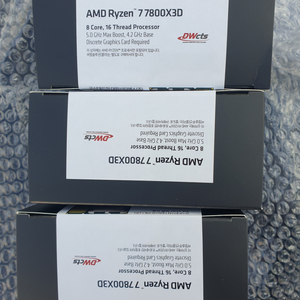 AMD Ryzen™ 7 7800X3D
8 Core, 16 Thread Processor
5.0 GHz Max Boost, 4.2 GHz Base
Discrete Graphics Card Required
DWcts
AMD Ryzen™ 7 7800X3D
8 Core, 16 Thread Processor
5.0 GHz Max Boost, 4.2 GHz Base
Discrete Graphics Card Required
DWcts
AMD Ryzen™ 7 7800X3D
8 Core, 16 Thread Processor
5.0 GHz Max Boost, 4.2 GHz Base
Discrete Graphics Card Required
DWcts